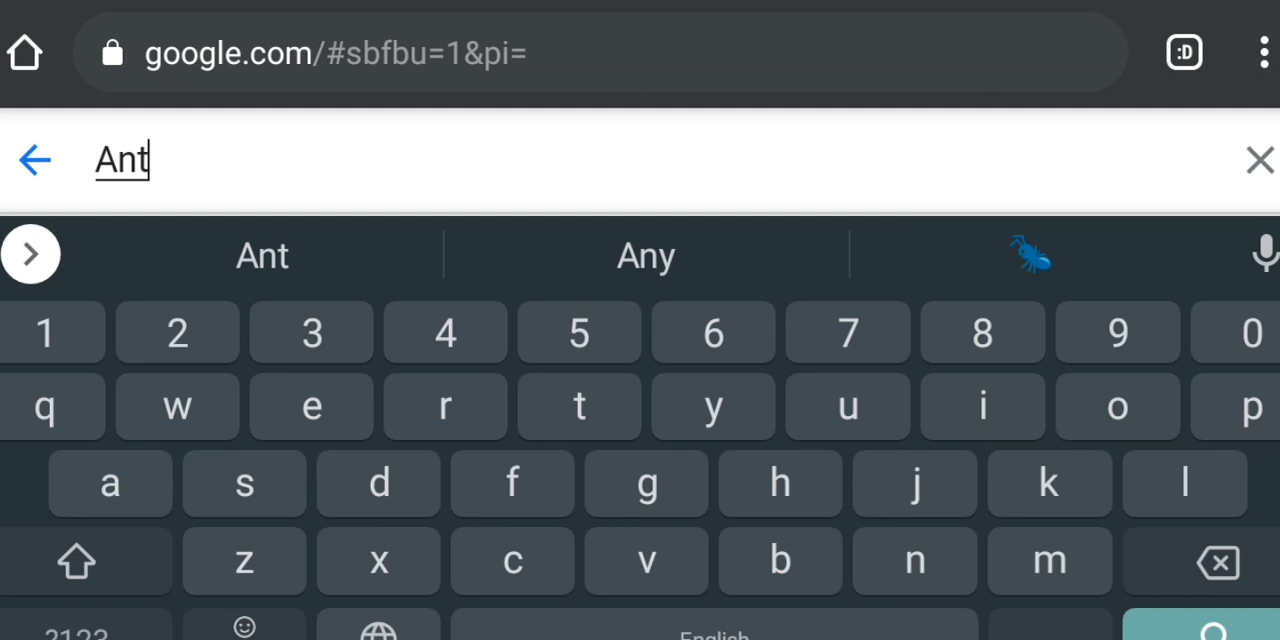 google.com/#sbfbu=1&pi= :D
Ant
Ant Any
1 2 3 4 5 6 7 8 9 0
q w e r t y u i o p
a s d f g h j k l
z x c v b n m
?123 English